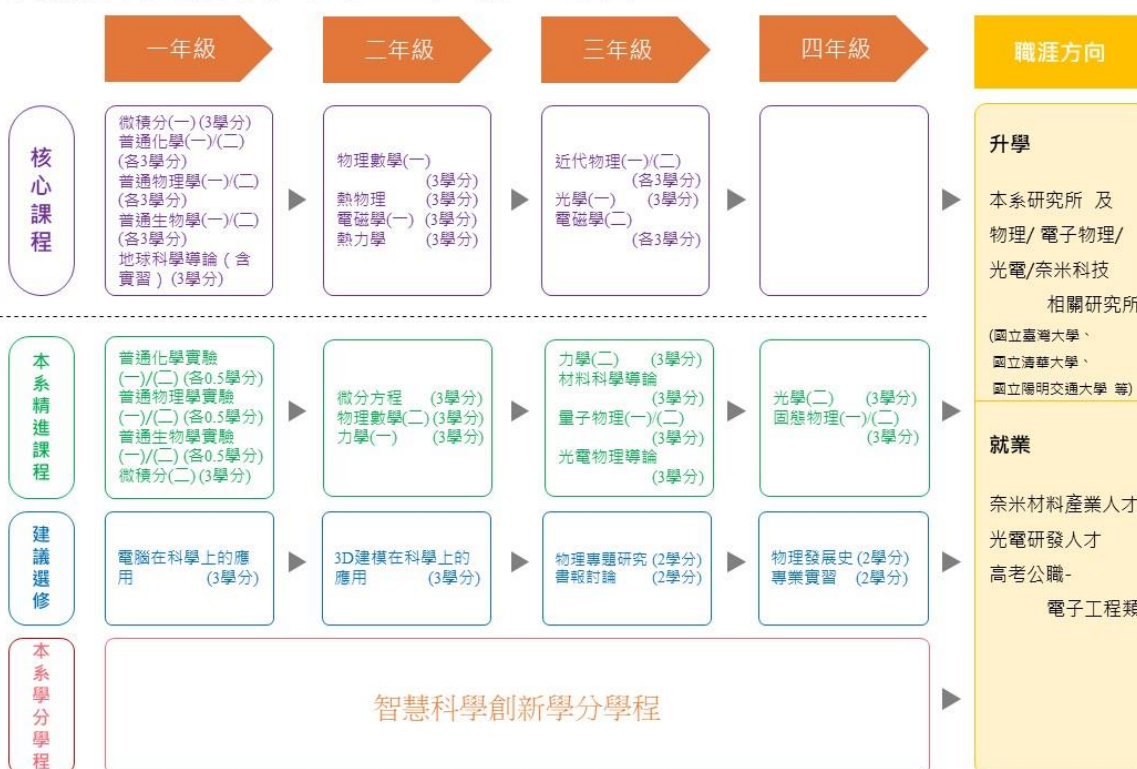 一年級
二年級
三年級
四年級
職涯方向
核心課程
微積分(一) (3學分)
普通化學(一)/(二)
(各3學分)
普通物理學(一)/(二)
(各3學分)
普通生物學(一)/(二)
(各3學分)
地球科學導論 ( 含
實習 ) (3學分)
物理數學(一)
(3學分)
熱物理 (3學分)
電磁學(一) (3學分)
熱力學 (3學分)
近代物理(一)/(二)
(各3學分)
光學(一) (3學分)
電磁學(二)
(各3學分)
升學
本系研究所 及
物理/ 電子物理/
光電/奈米科技
相關研究所
(國立臺灣大學、
國立清華大學、
國立陽明交通大學 等)
本系精進課程
普通化學實驗
(一)/(二) (各0.5學分)
普通物理學實驗
(一)/(二) (各0.5學分)
普通生物學實驗
(一)/(二) (各0.5學分)
微積分(二) (3學分)
微分方程 (3學分)
物理數學(二) (3學分)
力學(一) (3學分)
力學(二) (3學分)
材料科學導論
(3學分)
量子物理(一)/(二)
(3學分)
光電物理導論
(3學分)
光學(二) (3學分)
固態物理(一)/(二)
(3學分)
就業
奈米材料產業人才
光電研發人才
高考公職-
電子工程類
建議選修
電腦在科學上的應
用 (3學分)
3D建模在科學上的
應用 (3學分)
物理專題研究 (2學分)
書報討論 (2學分)
物理發展史 (2學分)
專業實習 (2學分)
本系學分學程
智慧科學創新學分學程